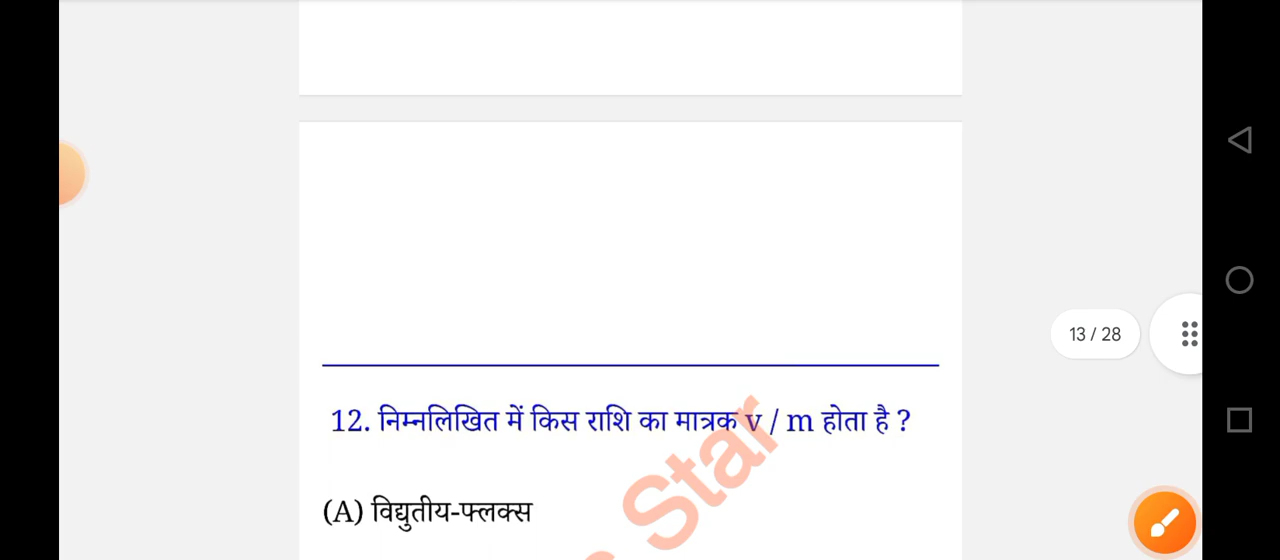 13 / 28
12. निम्नलिखित में किस राशि का मात्रक v / m होता है ?
(A) विद्युतीय-फ्लक्स
Star